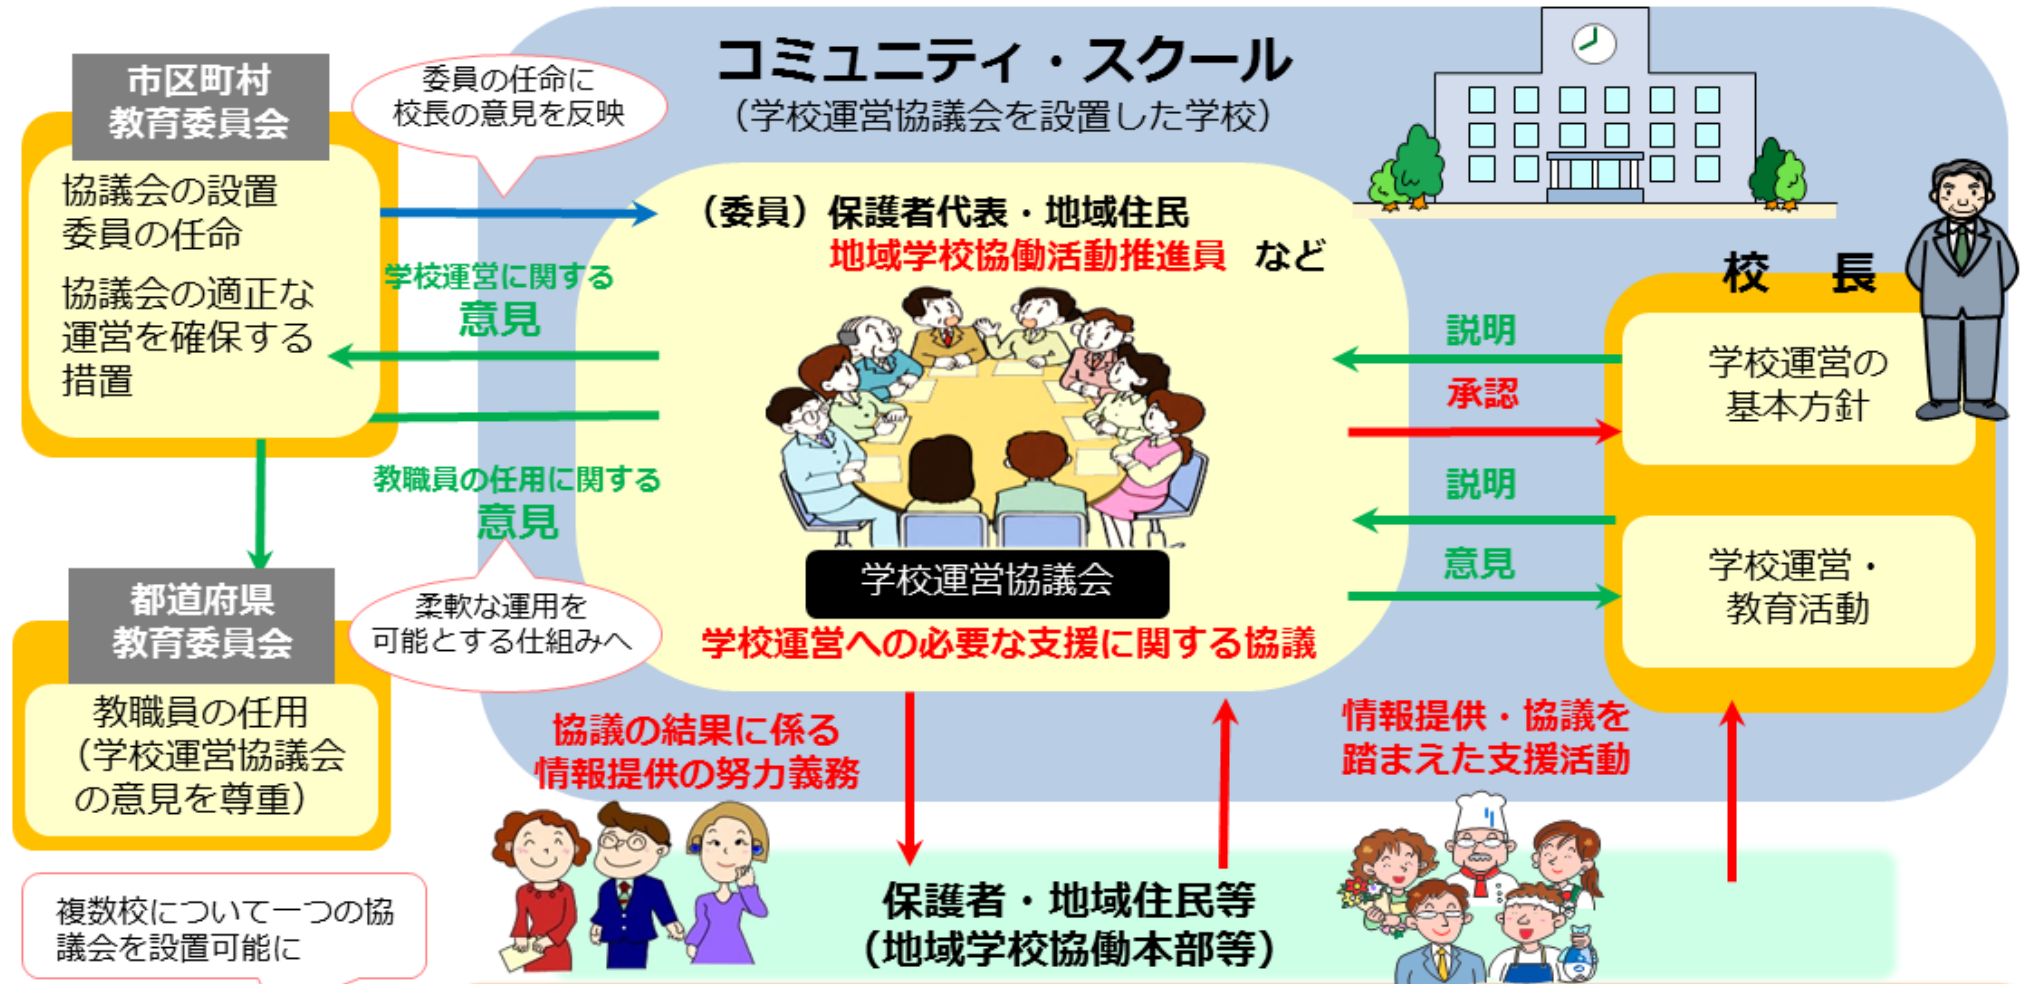 コミュニティ・スクール
（学校運営協議会を設置した学校）
市区町村
教育委員会
協議会の設置
委員の任命
協議会の適正な
運営を確保する
措置
委員の任命に
校長の意見を反映
（委員）保護者代表・地域住民
地域学校協働活動推進員 など
学校運営に関する
意見
教職員の任用に関する
意見
柔軟な運用を
可能とする仕組みへ
学校運営協議会
学校運営への必要な支援に関する協議
校 長
説明
承認
学校運営の
基本方針
説明
意見
学校運営・
教育活動
都道府県
教育委員会
教職員の任用
（学校運営協議会
の意見を尊重）
協議の結果に係る
情報提供の努力義務
情報提供・協議を
踏まえた支援活動
保護者・地域住民等
（地域学校協働本部等）
複数校について一つの協
議会を設置可能に